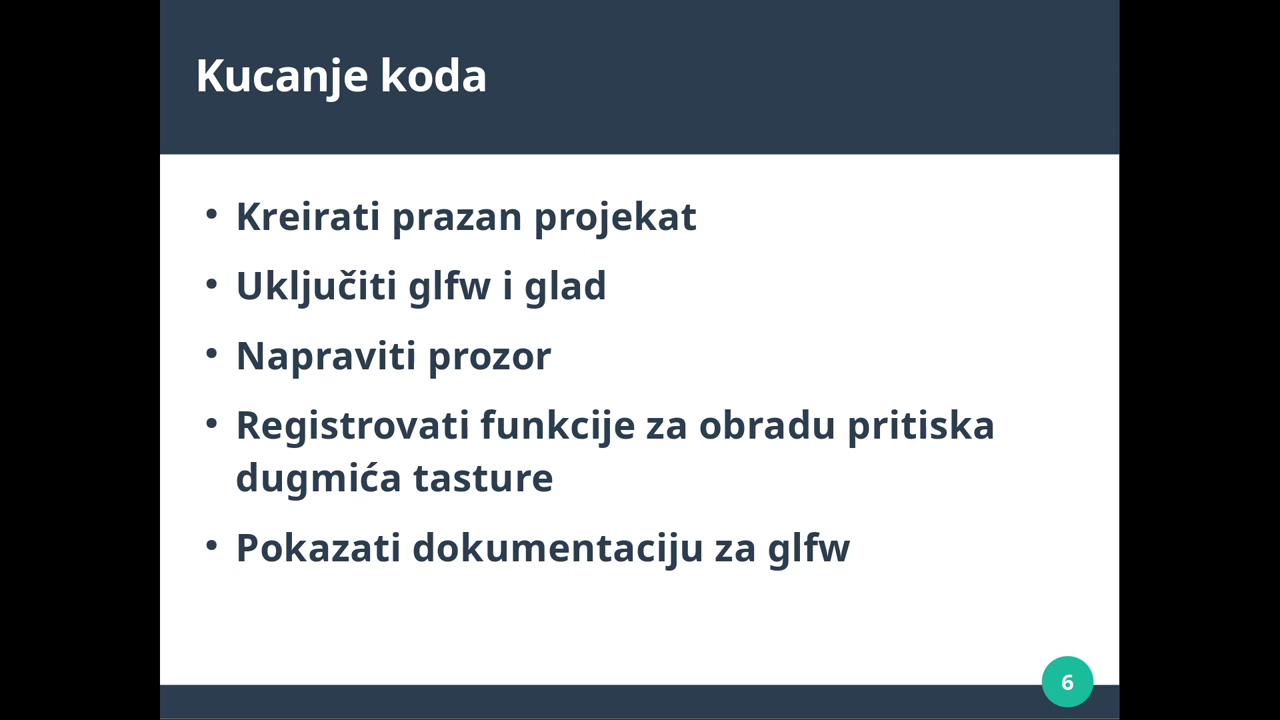 Kucanje koda
• Kreirati prazan projekat
• Uključiti glfw i glad
• Napraviti prozor
• Registrovati funkcije za obradu pritiska
dugmića tasture
• Pokazati dokumentaciju za glfw
6